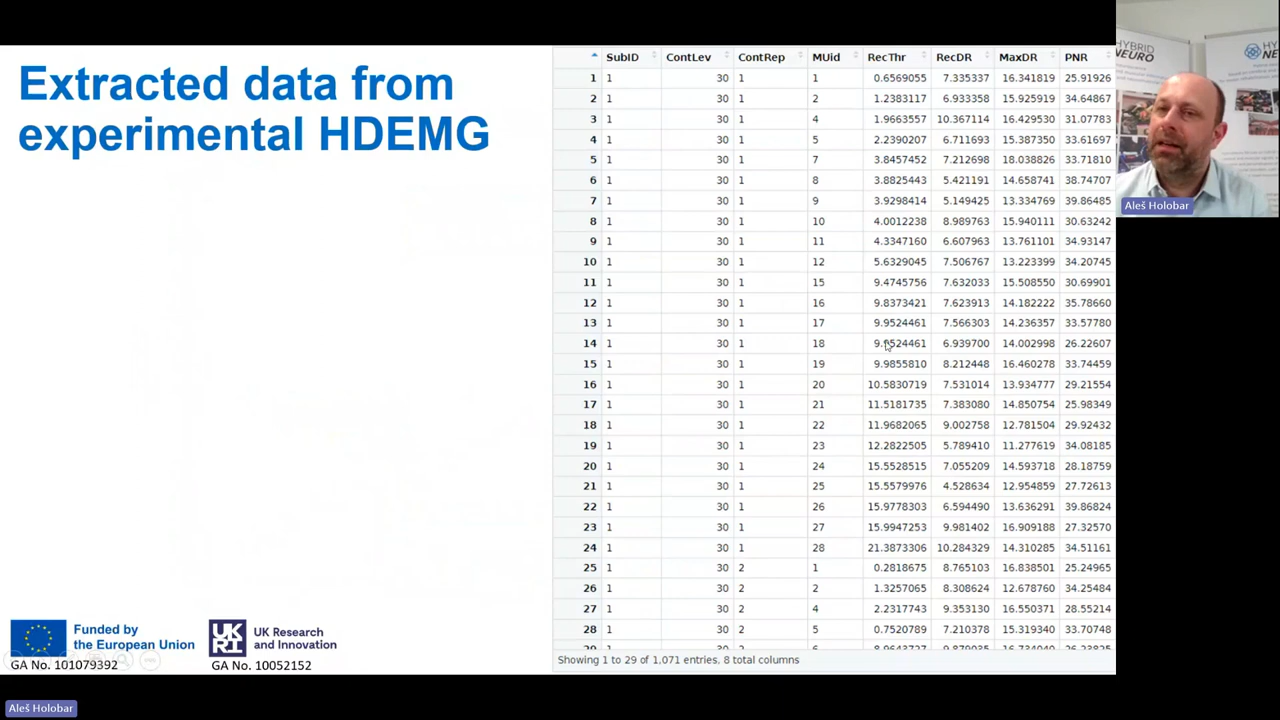 Extracted data from
experimental HDEMG
SubID ContLev ContRep MUid RecThr RecDR MaxDR PNR
1 1 30 1 1 0.6569055 7.335337 16.341819 25.91926
2 1 30 1 2 1.2383117 6.933358 15.925919 34.64867
3 1 30 1 4 1.9663557 10.367114 16.429530 31.07783
4 1 30 1 5 2.2390207 6.711693 15.387350 33.61697
5 1 30 1 7 3.8457452 7.212698 18.038826 33.71810
6 1 30 1 8 3.8825443 5.421191 14.658741 38.74707
7 1 30 1 9 3.9298414 5.149425 13.334769 39.86485
8 1 30 1 10 4.0012238 8.989763 15.940111 30.63242
9 1 30 1 11 4.3347160 6.607963 13.761101 34.93147
10 1 30 1 12 5.6329045 7.506767 13.223399 34.20745
11 1 30 1 15 9.4745756 7.632033 15.508550 30.69901
12 1 30 1 16 9.8373421 7.623913 14.182222 35.78660
13 1 30 1 17 9.9524461 7.566303 14.236357 33.57780
14 1 30 1 18 9.9524461 6.939700 14.002998 26.22607
15 1 30 1 19 9.9855810 8.212448 16.460278 33.74459
16 1 30 1 20 10.5830719 7.531014 13.934777 29.21554
17 1 30 1 21 11.5181735 7.383080 14.850754 25.98349
18 1 30 1 22 11.9682065 9.002758 12.781504 29.92432
19 1 30 1 23 12.2822505 5.789410 11.277619 34.08185
20 1 30 1 24 15.5528515 7.055209 14.593718 28.18759
21 1 30 1 25 15.5579976 4.528634 12.954859 27.72613
22 1 30 1 26 15.9778303 6.594490 13.636291 39.86824
23 1 30 1 27 15.9947253 9.981402 16.909188 27.32570
24 1 30 1 28 21.3873306 10.284329 14.310285 34.51161
25 1 30 2 1 0.2818675 8.765103 16.838501 25.24965
26 1 30 2 2 1.3257065 8.308624 12.678760 34.25484
27 1 30 2 4 2.2317743 9.353130 16.550371 28.55214
28 1 30 2 5 0.7520789 7.210378 15.319340 33.70748
Showing 1 to 29 of 1,071 entries, 8 total columns
Funded by
the European Union
GA No. 101079392
UK
RI
UK Research
and Innovation
GA No. 10052152
HYBRID
NEURO
HY
NEU
Aleš Holobar
Aleš Holobar